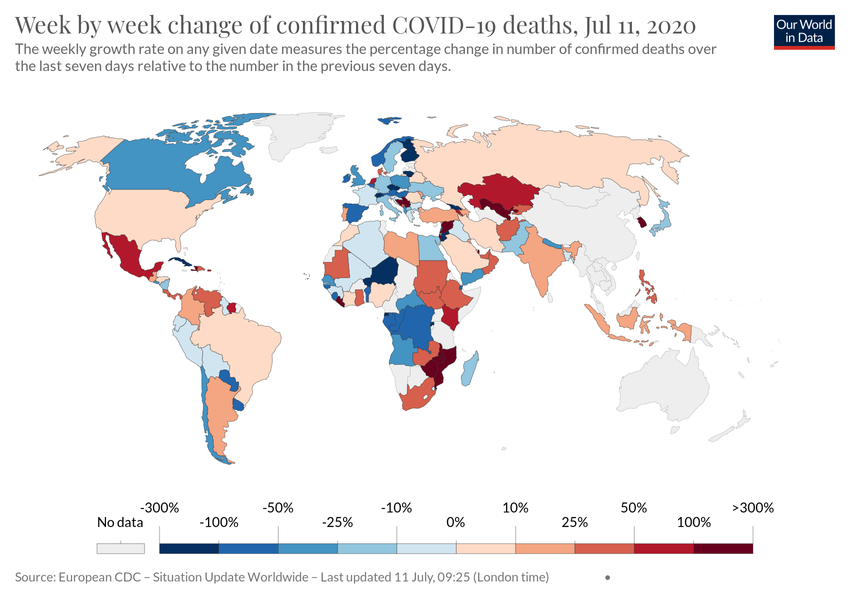 Week by week change of confirmed COVID-19 deaths, Jul 11, 2020
Our World
in Data
The weekly growth rate on any given date measures the percentage change in number of confirmed deaths over
the last seven days relative to the number in the previous seven days.
-300% -50% -10% 10% 50% >300%
No data -100% -25% 0% 25% 100%
Source: European CDC – Situation Update Worldwide – Last updated 11 July, 09:25 (London time) •